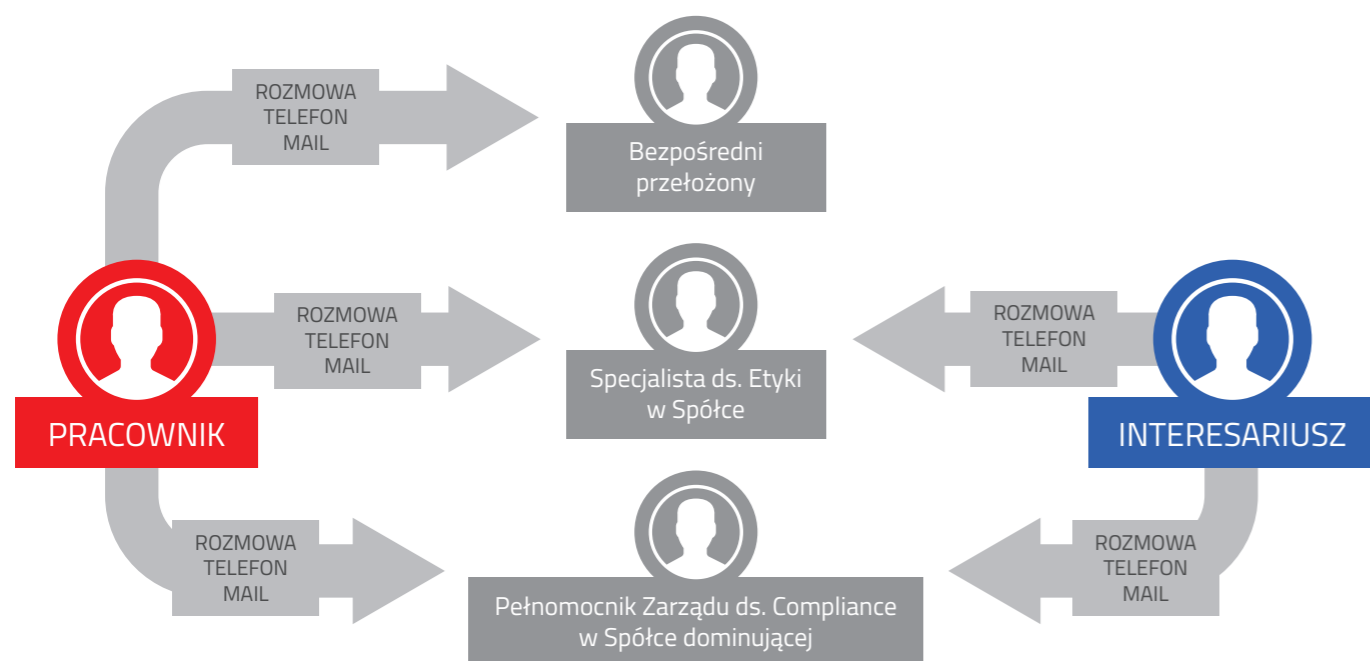 ROZMOWA
TELEFON
MAIL
Bezpośredni
przełożony
PRACOWNIK
ROZMOWA
TELEFON
MAIL
Specjalista ds. Etyki
w Spółce
ROZMOWA
TELEFON
MAIL
INTERESARIUSZ
ROZMOWA
TELEFON
MAIL
Pełnomocnik Zarządu ds. Compliance
w Spółce dominującej
ROZMOWA
TELEFON
MAIL